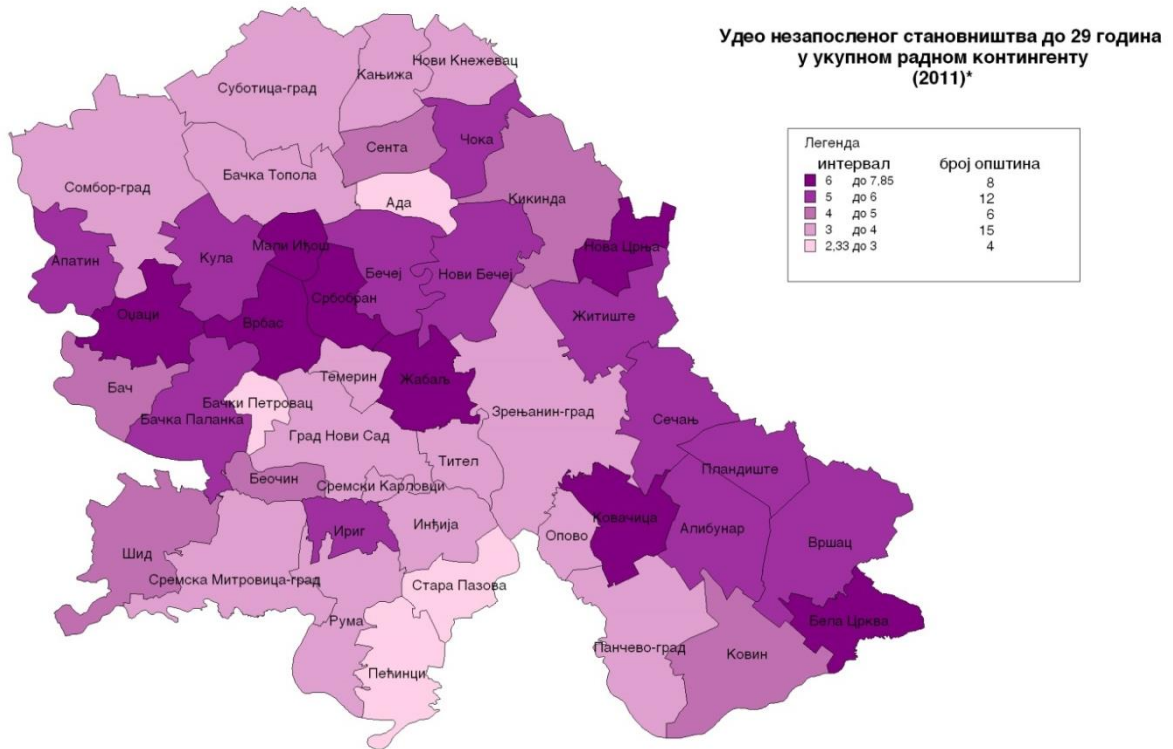 Удео незапосленог становништва до 29 година
у укупном радном контингенту
(2011)*
Легенда
интервал број општина
6 до 7,85 8
5 до 6 12
4 до 5 6
3 до 4 15
2,33 до 3 4
Нови Кнежевац
Кањижа
Суботица-град
Чока
Сента
Бачка Топола
Сомбор-град
Ада
Кикинда
Мали Иђош
Нова Црња
Апатин
Кула
Бечеј
Нови Бечеј
Србобран
Оџаци
Врбас
Житиште
Темерин
Жабаљ
Бач
Бачки Петровац
Зрењанин-град
Бачка Паланка
Сечањ
Град Нови Сад
Тител
Пландиште
Беочин
Сремски Карловци
Ковачица
Инђија
Ириг
Алибунар
Опово
Вршац
Шид
Сремска Митровица-град
Стара Пазова
Рума
Бела Црква
Панчево-град
Ковин
Пећинци